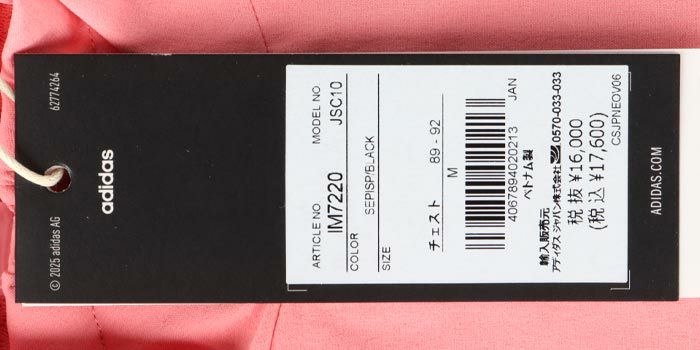 62774264
adidas
© 2025 adidas AG
ARTICLE NO. MODEL NO.
IM7220 JSC10
COLOR
SEPISP/BLACK
SIZE
チェスト 89 - 92
M
4067894020213 JAN
ベトナム製
輸入販売元
アディダス ジャパン株式会社 0570-033-033
税 抜 ¥16,000
(税 込 ¥17,600)
CSJPNEOV06
ADIDAS.COM